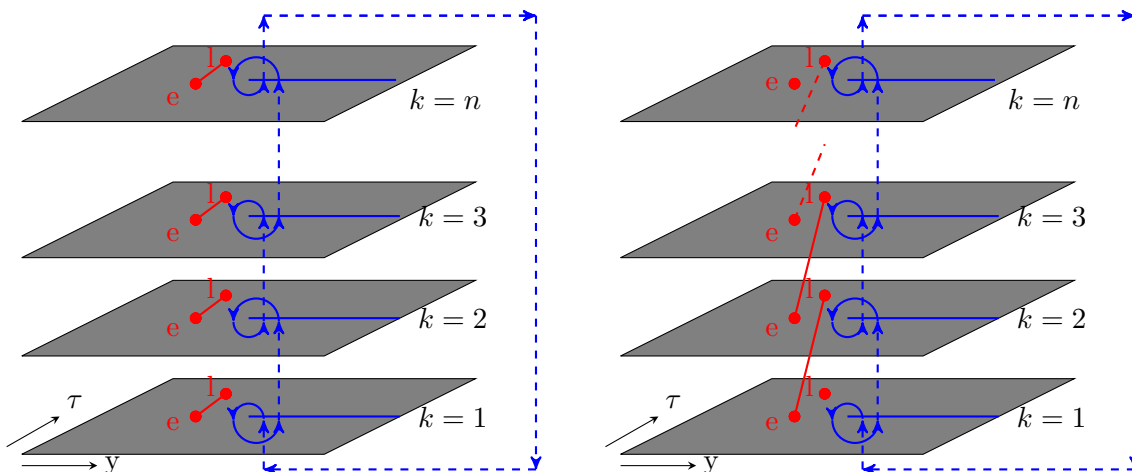 l l
e k = n e k = n
l l
e k = 3 e k = 3
l l
e k = 2 e k = 2
l l
τ e k = 1 τ e k = 1
y y